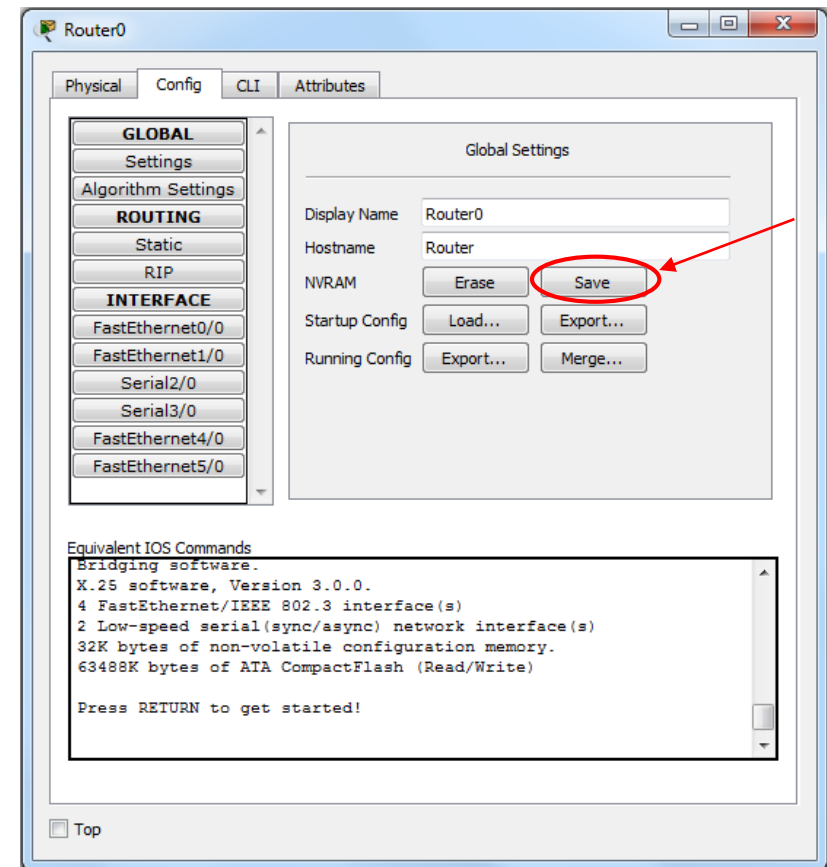 Router0
X
Physical Config CLI Attributes
GLOBAL
Settings
Algorithm Settings
ROUTING
Static
RIP
INTERFACE
FastEthernet0/0
FastEthernet1/0
Serial2/0
Serial3/0
FastEthernet4/0
FastEthernet5/0
Global Settings
Display Name Router0
Hostname Router
NVRAM Erase Save
Startup Config Load... Export...
Running Config Export... Merge...
Equivalent IOS Commands
Bridging software.
X.25 software, Version 3.0.0.
4 FastEthernet/IEEE 802.3 interface(s)
2 Low-speed serial(sync/async) network interface(s)
32K bytes of non-volatile configuration memory.
63488K bytes of ATA CompactFlash (Read/Write)
Press RETURN to get started!
Top